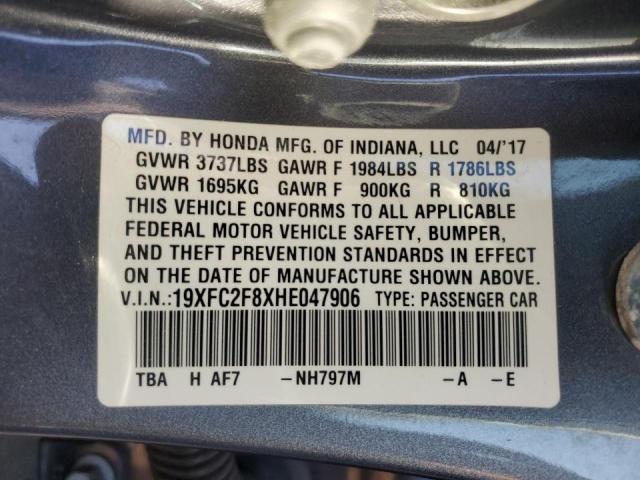 MFD. BY HONDA MFG. OF INDIANA, LLC 04/'17
GVWR 3737LBS GAWR F 1984LBS R 1786LBS
GVWR 1695KG GAWR F 900KG R 810KG
THIS VEHICLE CONFORMS TO ALL APPLICABLE
FEDERAL MOTOR VEHICLE SAFETY, BUMPER,
AND THEFT PREVENTION STANDARDS IN EFFECT
ON THE DATE OF MANUFACTURE SHOWN ABOVE.
V.I.N.:19XFC2F8XHE047906 TYPE: PASSENGER CAR
TBA H AF7 -NH797M -A -E